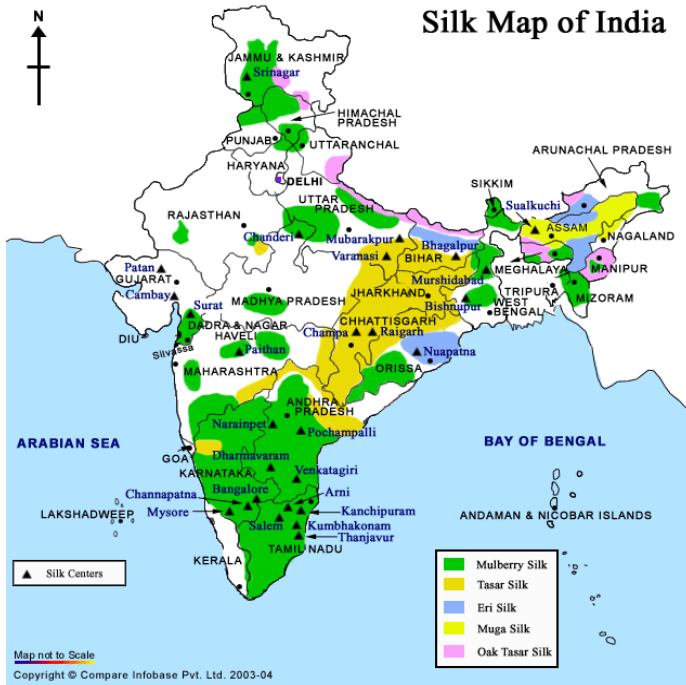 Silk Map of India
N
JAMMU & KASHMIR
Srinagar
HIMACHAL
PRADESH
PUNJAB
UTTARANCHAL
HARYANA
DELHI
ARUNACHAL PRADESH
SIKKIM
Sualkuchi
ASSAM
NAGALAND
RAJASTHAN
UTTAR
PRADESH
Chanderi
Mubarakpur
Bhagalpur
Varanasi
BIHAR
MEGHALAYA
MANIPUR
Patan
GUJARAT
Murshidabad
Cambay
MADHYA PRADESH
JHARKHAND
TRIPURA
MIZORAM
Bishnupur
WEST
BENGAL
Surat
DADRA & NAGAR
HAVELI
CHHATTISGARH
Champa
Raigarh
DIU
Silvassa
Paithan
Nuapatna
MAHARASHTRA
ORISSA
ANDHRA
PRADESH
Narainpet
Pochampalli
ARABIAN SEA
BAY OF BENGAL
GOA
Dharmavaram
KARNATAKA
Venkatagiri
Channapatna
Bangalore
Arni
LAKSHADWEEP
Mysore
Kanchipuram
ANDAMAN & NICOBAR ISLANDS
Salem
Kumbhakonam
Thanjavur
TAMIL NADU
KERALA
Silk Centers
Mulberry Silk
Tasar Silk
Eri Silk
Muga Silk
Oak Tasar Silk
Map not to Scale
Copyright © Compare Infobase Pvt. Ltd. 2003-04